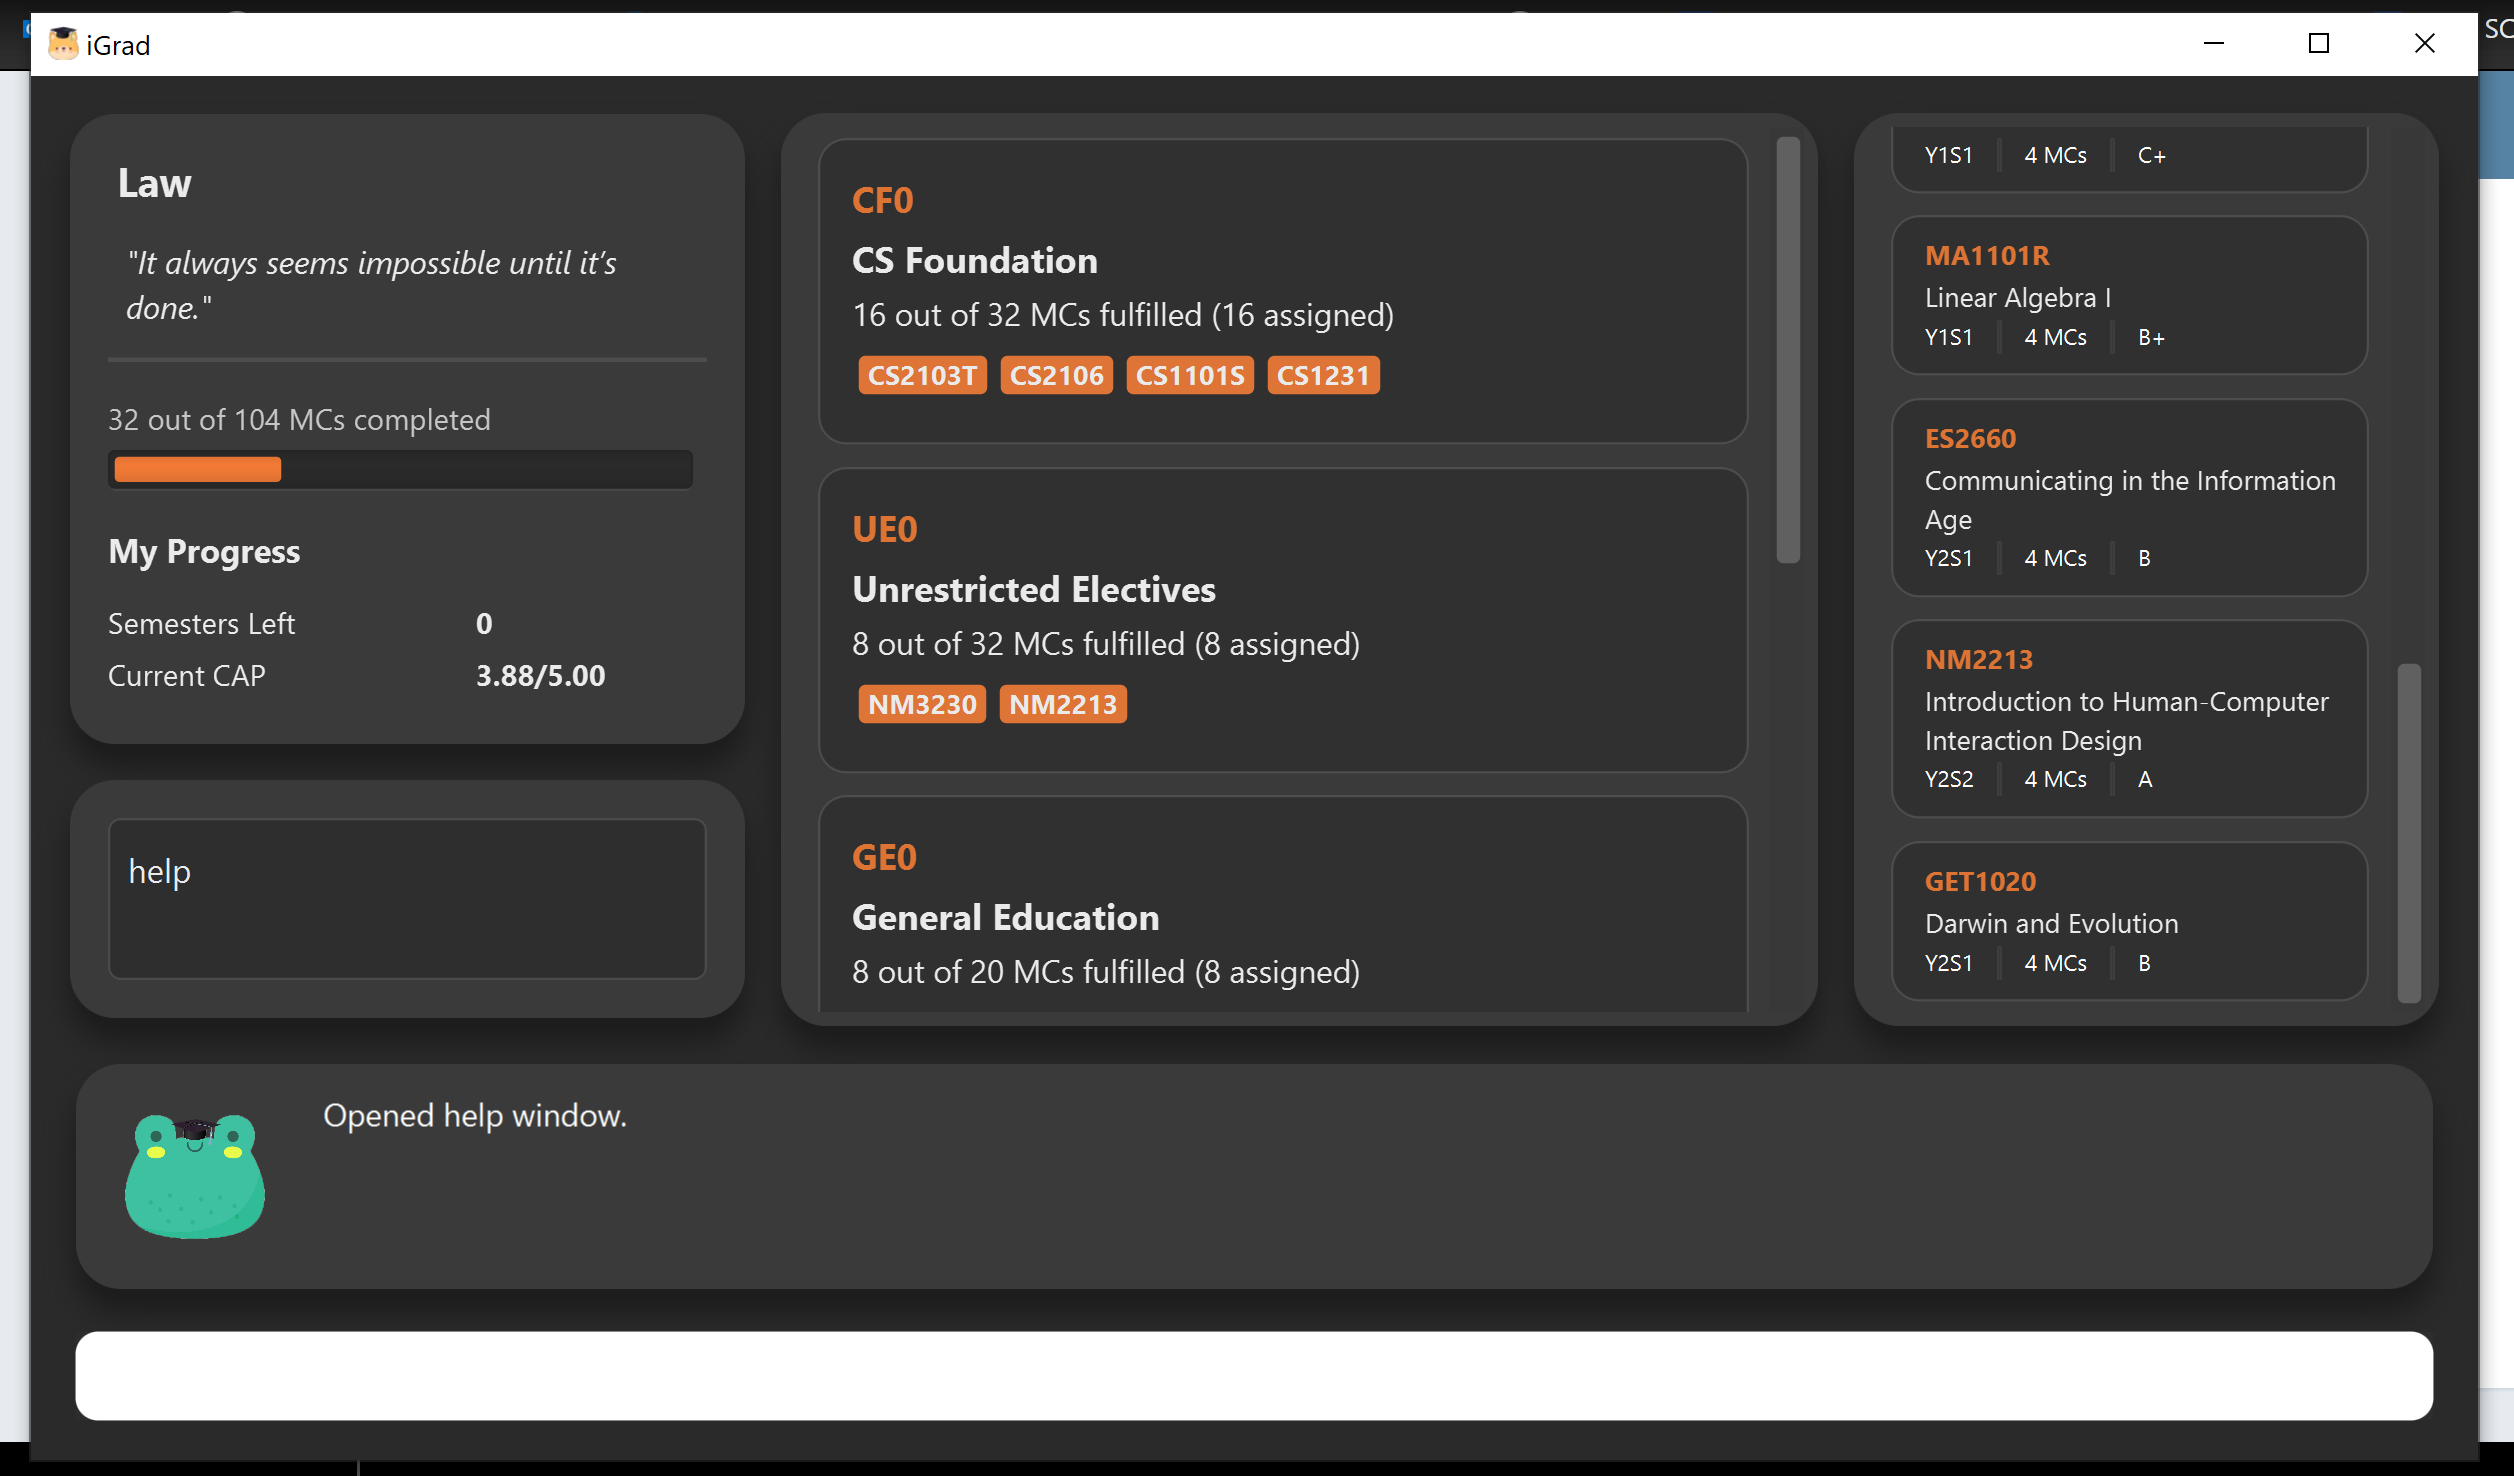 iGrad
SC
Law
"It always seems impossible until it's
done."
32 out of 104 MCs completed
My Progress
Semesters Left 0
Current CAP 3.88/5.00
help
CF0
CS Foundation
16 out of 32 MCs fulfilled (16 assigned)
CS2103T CS2106 CS1101S CS1231
UE0
Unrestricted Electives
8 out of 32 MCs fulfilled (8 assigned)
NM3230 NM2213
GE0
General Education
8 out of 20 MCs fulfilled (8 assigned)
Y1S1 4 MCs C+
MA1101R
Linear Algebra I
Y1S1 4 MCs B+
ES2660
Communicating in the Information
Age
Y2S1 4 MCs B
NM2213
Introduction to Human-Computer
Interaction Design
Y2S2 4 MCs A
GET1020
Darwin and Evolution
Y2S1 4 MCs B
Opened help window.